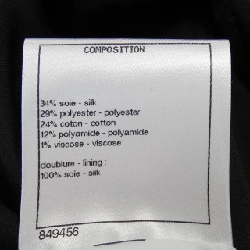 COMPOSITION
34% soie - silk
29% polyester - polyester
24% coton - cotton
12% polyamide - polyamide
1% viscose - viscose
doublure - lining :
100% soie - silk
849456